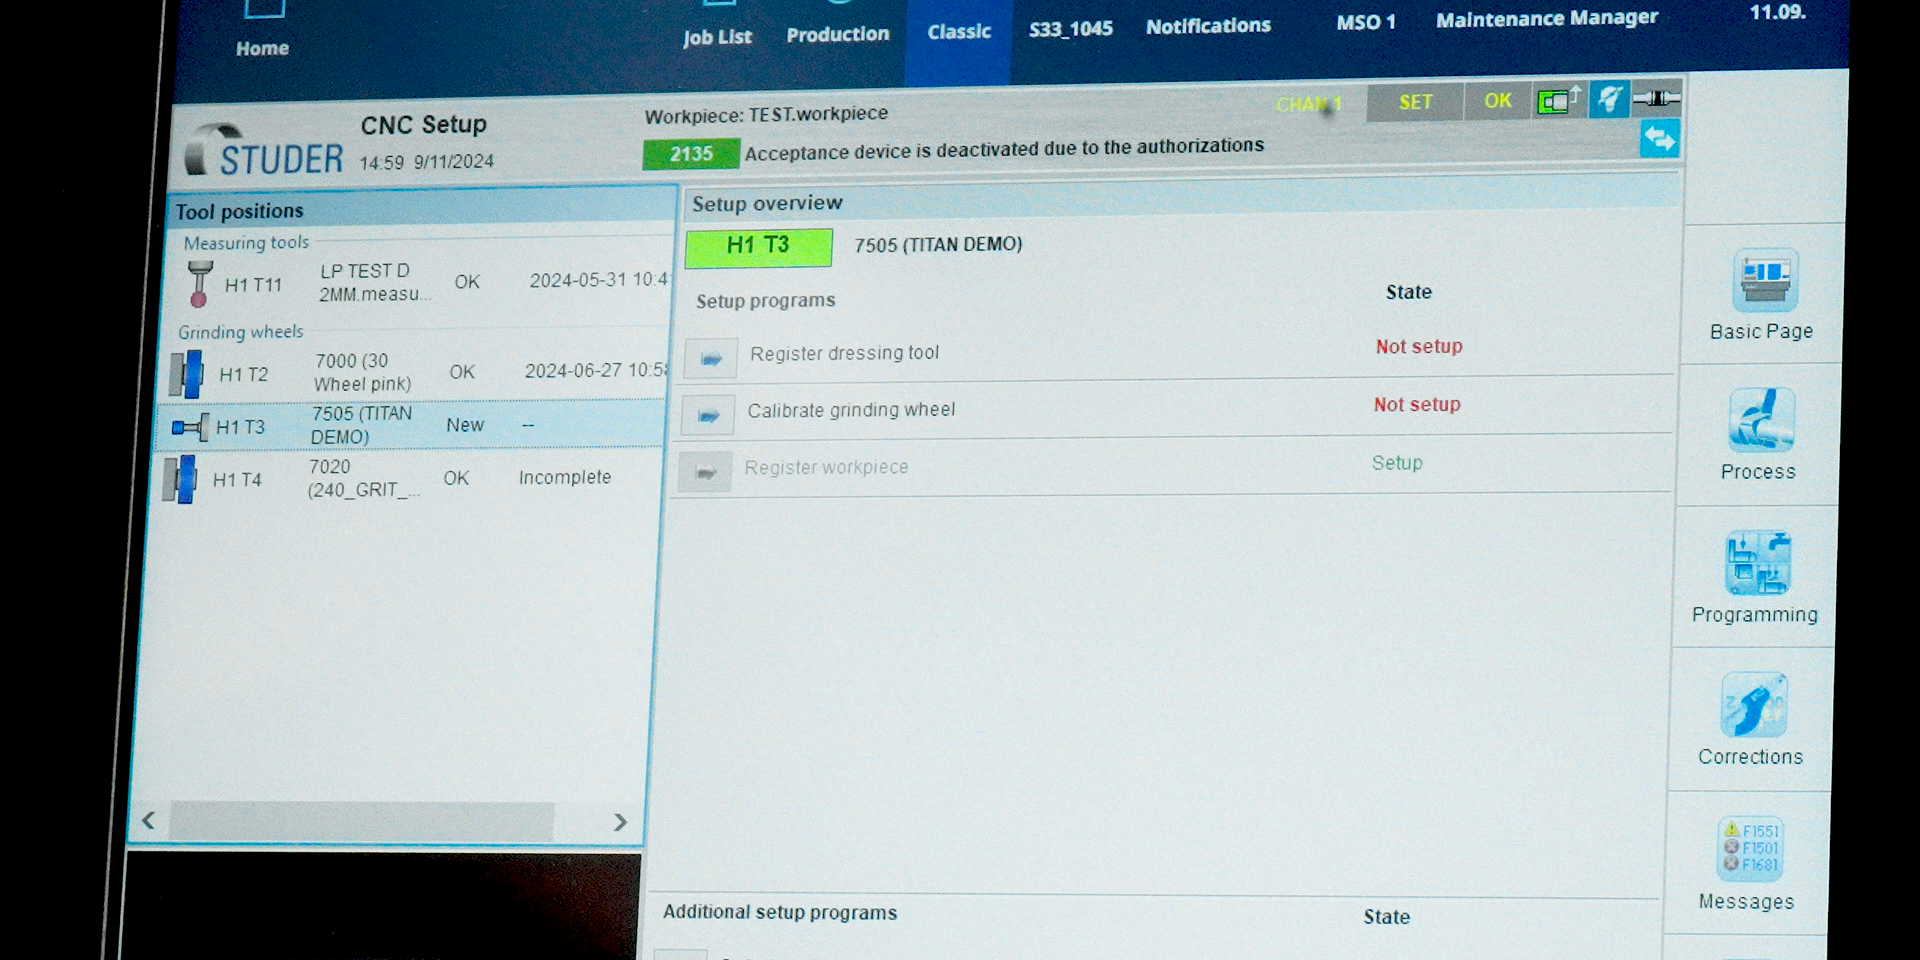 Home
Job List
Production
Classic
S33_1045
Notifications
MSO 1
Maintenance Manager
11.09.
STUDER
CNC Setup
14:59 9/11/2024
Workpiece: TEST.workpiece
2135 Acceptance device is deactivated due to the authorizations
CHAN 1
SET
OK
Tool positions
Measuring tools
H1 T11
LP TEST D
2MM.measu...
OK
2024-05-31 10:4
Grinding wheels
H1 T2
7000 (30
Wheel pink)
OK
2024-06-27 10:5
H1 T3
7505 (TITAN
DEMO)
New
--
H1 T4
7020
(240_GRIT_...
OK
Incomplete
Setup overview
H1 T3
7505 (TITAN DEMO)
Setup programs
State
Register dressing tool
Not setup
Calibrate grinding wheel
Not setup
Register workpiece
Setup
Additional setup programs
State
Basic Page
Process
Programming
Corrections
F1551
F1501
F1681
Messages